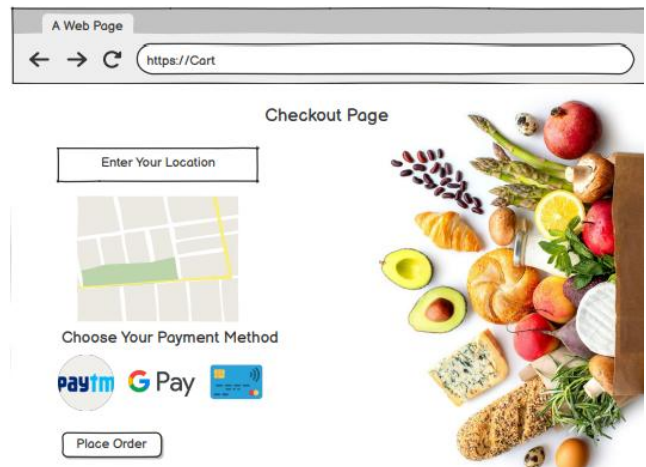 A Web Page
https://Cart
Checkout Page
Enter Your Location
Choose Your Payment Method
paytm G Pay
Place Order